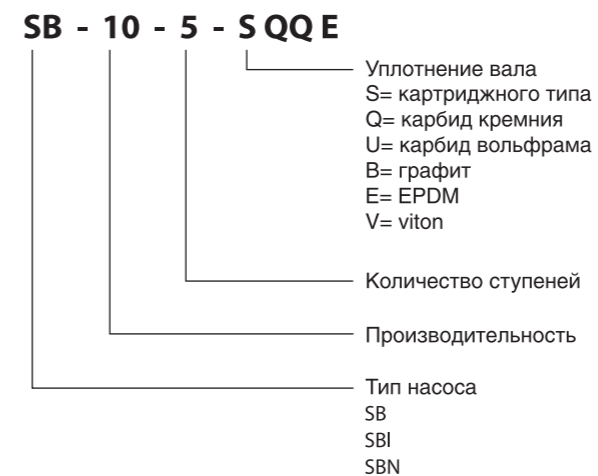 SB - 10 - 5 - S QQ E
Уплотнение вала
S= картриджного типа
Q= карбид кремния
U= карбид вольфрама
B= графит
E= EPDM
V= viton
Количество ступеней
Производительность
Тип насоса
SB
SBI
SBN